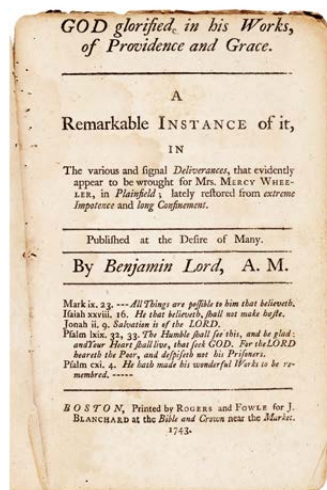 GOD glorified in his Works,
of Providence and Grace.
A
Remarkable INSTANCE of it,
IN
The various and ſignal Deliverances, that evidently
appear to be wrought for Mrs. MERCY WHEE-
LER, in Plainfield; lately reſtored from extreme
Impotence and long Confinement.
Publiſhed at the Deſire of Many.
By Benjamin Lord, A. M.
Mark ix. 23. ---All Things are poſſible to him that believeth.
Iſaiah xxviii. 16. He that believeth, ſhall not make haſte.
Jonah ii. 9. Salvation is of the LORD.
Pſalm lxix. 32, 33. The Humble ſhall ſee this, and be glad:
and Your Heart ſhall live, that ſeek GOD. For the LORD
heareth the Poor, and deſpiſeth not his Priſoners.
Pſalm cxi. 4. He hath made his wonderful Works to be re-
membred. -----
BOSTON, Printed by ROGERS and FOWLE for J.
BLANCHARD at the Bible and Crown near the Market.
1743.